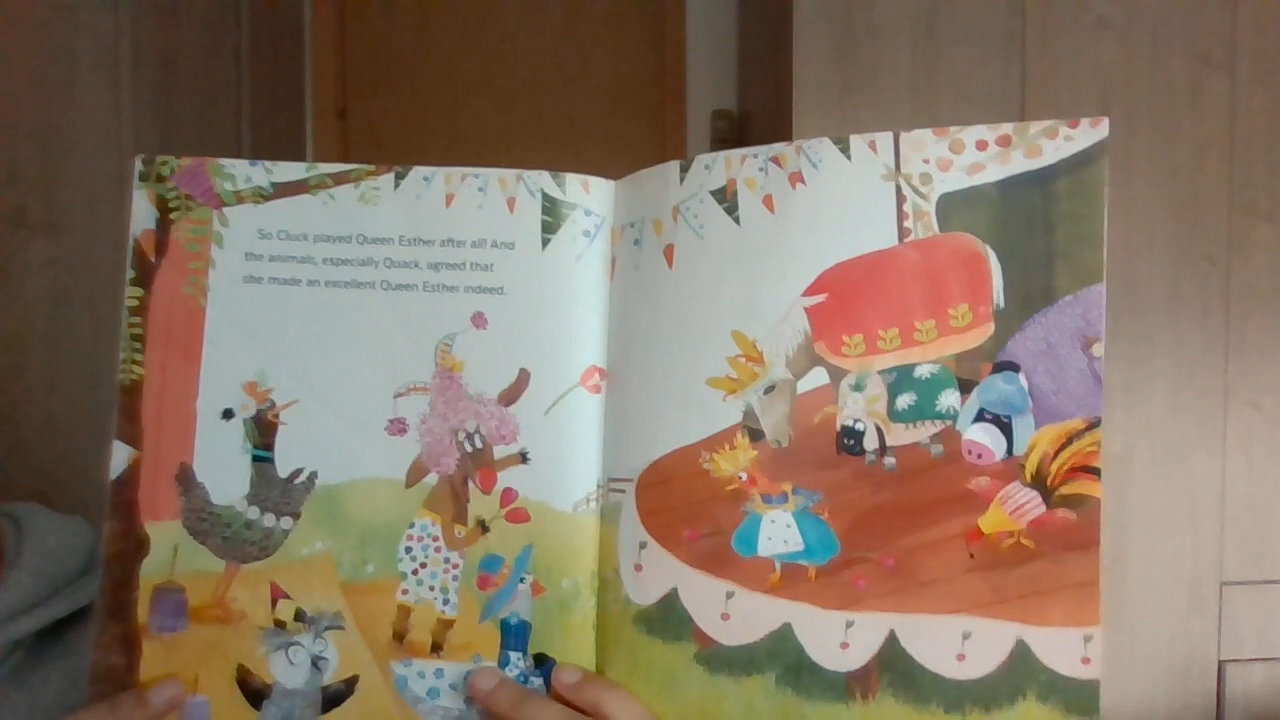 So Cluck played Queen Esther after all! And
the animals, especially Quack, agreed that
she made an excellent Queen Esther indeed.